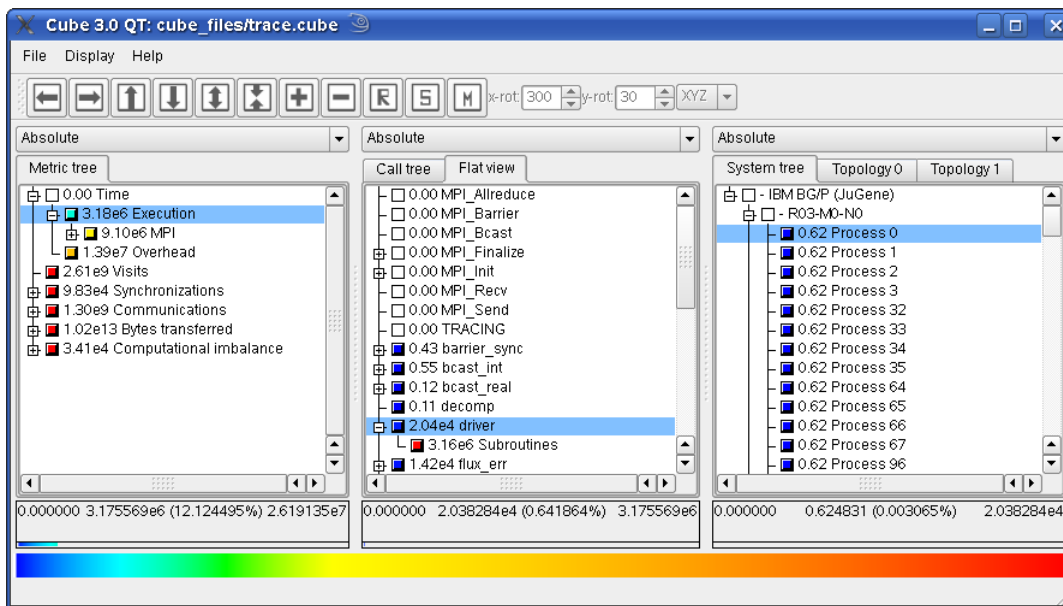 Cube 3.0 QT: cube_files/trace.cube
File Display Help
R S M x-rot: 300 y-rot: 30 XYZ
Absolute
Metric tree
0.00 Time
3.18e6 Execution
9.10e6 MPI
1.39e7 Overhead
2.61e9 Visits
9.83e4 Synchronizations
1.30e9 Communications
1.02e13 Bytes transferred
3.41e4 Computational imbalance
0.000000 3.175569e6 (12.124495%) 2.619135e7
Absolute
Call tree Flat view
0.00 MPI_Allreduce
0.00 MPI_Barrier
0.00 MPI_Bcast
0.00 MPI_Finalize
0.00 MPI_Init
0.00 MPI_Recv
0.00 MPI_Send
0.00 TRACING
0.43 barrier_sync
0.55 bcast_int
0.12 bcast_real
0.11 decomp
2.04e4 driver
3.16e6 Subroutines
1.42e4 flux_err
0.000000 2.038284e4 (0.641864%) 3.175569e6
Absolute
System tree Topology 0 Topology 1
- IBM BG/P (JuGene)
- R03-M0-N0
0.62 Process 0
0.62 Process 1
0.62 Process 2
0.62 Process 3
0.62 Process 32
0.62 Process 33
0.62 Process 34
0.62 Process 35
0.62 Process 64
0.62 Process 65
0.62 Process 66
0.62 Process 67
0.62 Process 96
0.000000 0.624831 (0.003065%) 2.038284e4